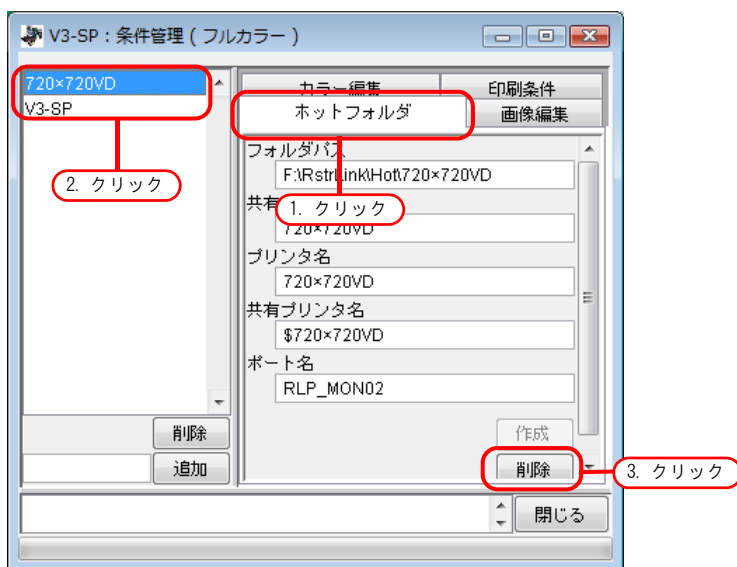 V3-SP：条件管理 ( フルカラー )
720×720VD
V3-SP
2. クリック
削除
追加
カラー編集
印刷条件
ホットフォルダ
画像編集
フォルダパス
F:\RstrLink\Hot\720×720VD
1. クリック
共有
720×720VD
プリンタ名
720×720VD
共有プリンタ名
$720×720VD
ポート名
RLP_MON02
作成
削除
3. クリック
閉じる